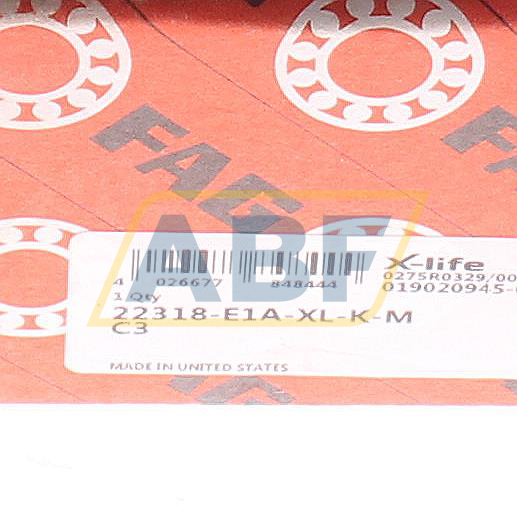 FAG
FAG
ABF
X-life
4 026677 848444
0275R0329/00
019020945-
1 Qty
22318-E1A-XL-K-M
C3
MADE IN UNITED STATES